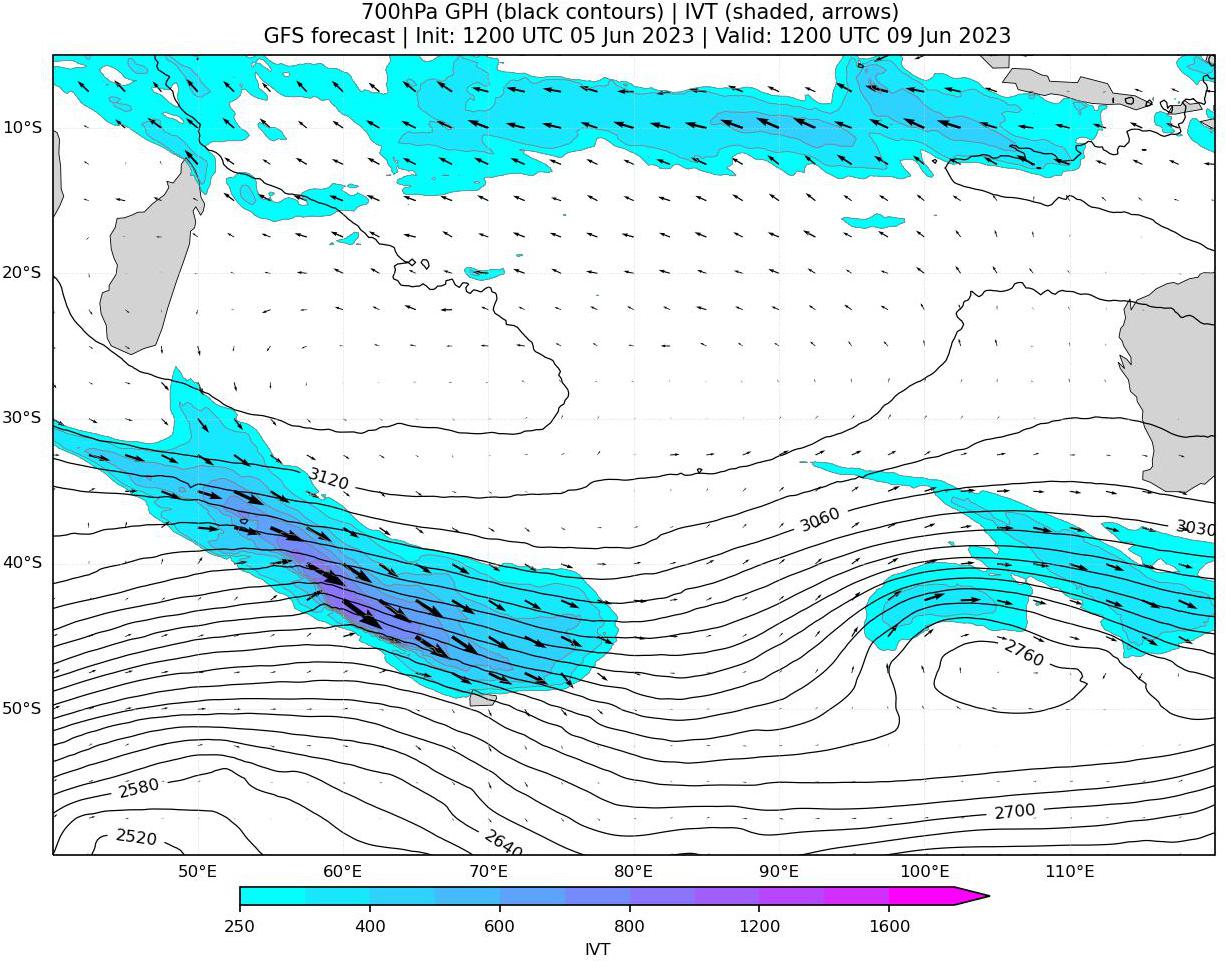 700hPa GPH (black contours) | IVT (shaded, arrows)
GFS forecast | Init: 1200 UTC 05 Jun 2023 | Valid: 1200 UTC 09 Jun 2023
10°S
20°S
30°S
3120
3060
3030
40°S
2760
50°S
2580
2700
2520
2640
50°E 60°E 70°E 80°E 90°E 100°E 110°E
250 400 600 800 1200 1600
IVT